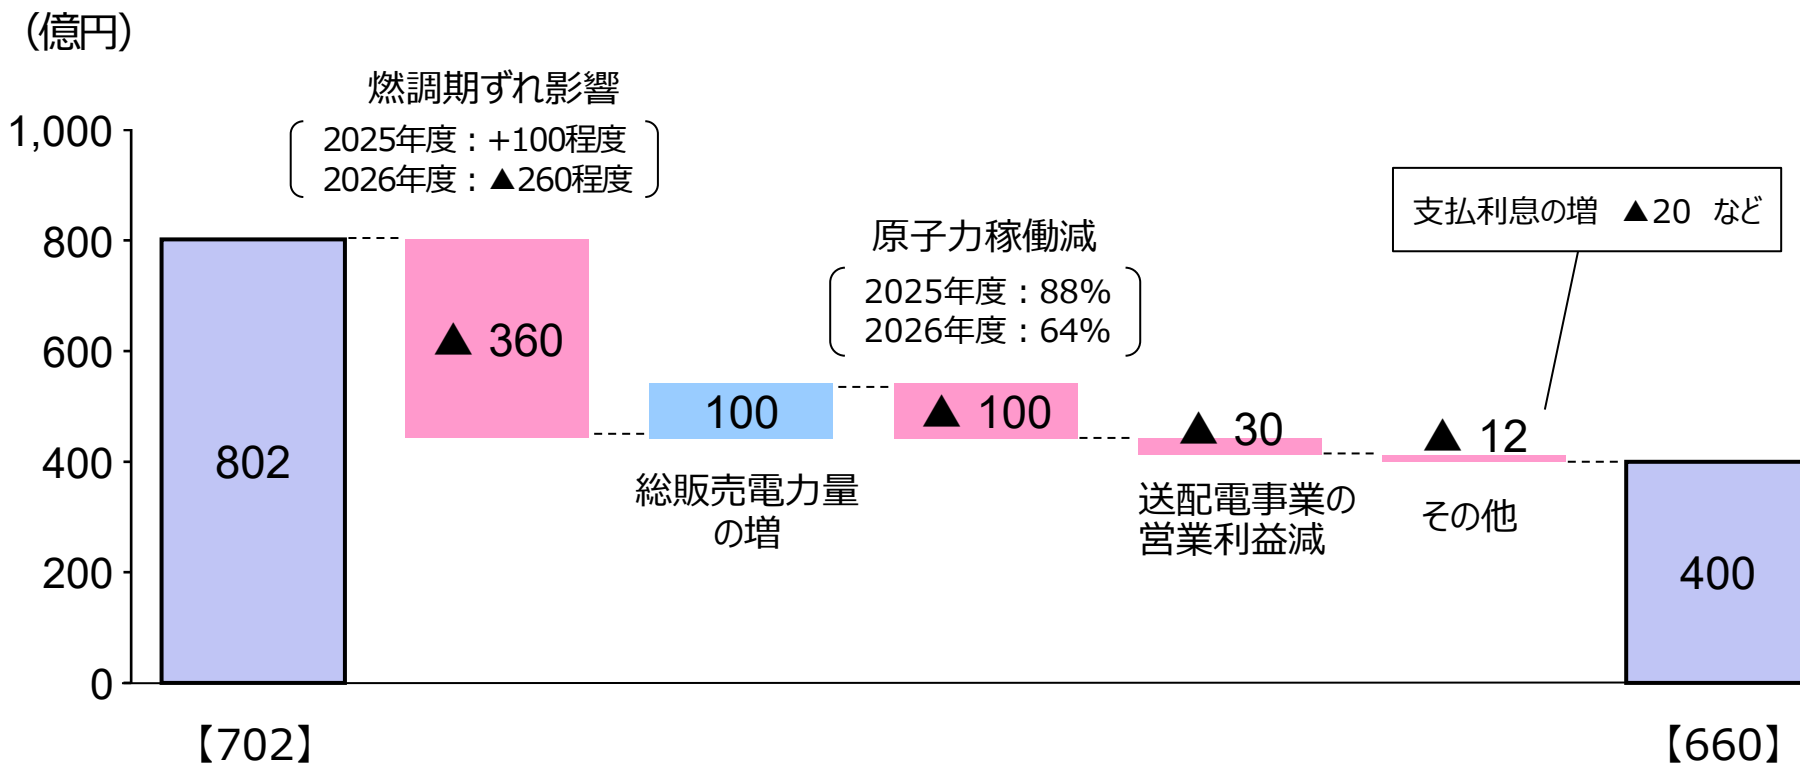 （億円）
燃調期ずれ影響
2025年度：+100程度
2026年度：▲260程度
1,000
800
600
400
200
0
支払利息の増 ▲20 など
原子力稼働減
2025年度：88%
2026年度：64%
802
▲ 360
100
▲ 100
▲ 30
▲ 12
400
総販売電力量
の増
送配電事業の
営業利益減
その他
【702】
【660】